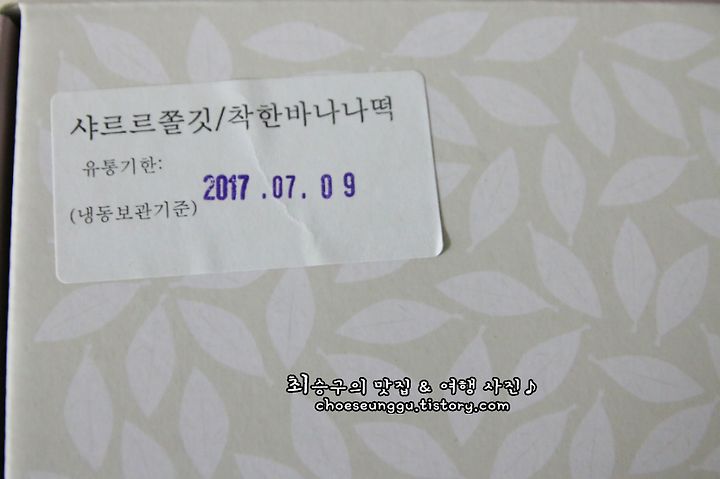 샤르르쫄깃/착한바나나떡
유통기한:
2017.07.09
(냉동보관기준)
최승구의 맛집 & 여행 사진♪
choeseunggu.tistory.com